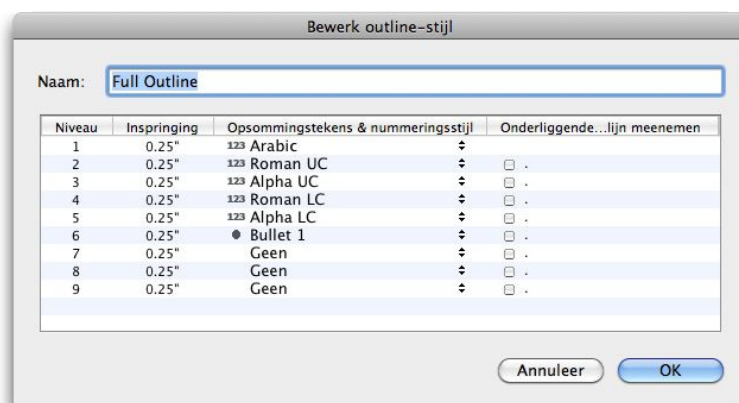 Bewerk outline-stijl
Naam: Full Outline
Niveau Inspringing Opsommingstekens & nummeringsstijl Onderliggende...lijn meenemen
1 0.25" 123 Arabic
2 0.25" 123 Roman UC .
3 0.25" 123 Alpha UC .
4 0.25" 123 Roman LC .
5 0.25" 123 Alpha LC .
6 0.25" Bullet 1 .
7 0.25" Geen .
8 0.25" Geen .
9 0.25" Geen .
Annuleer OK